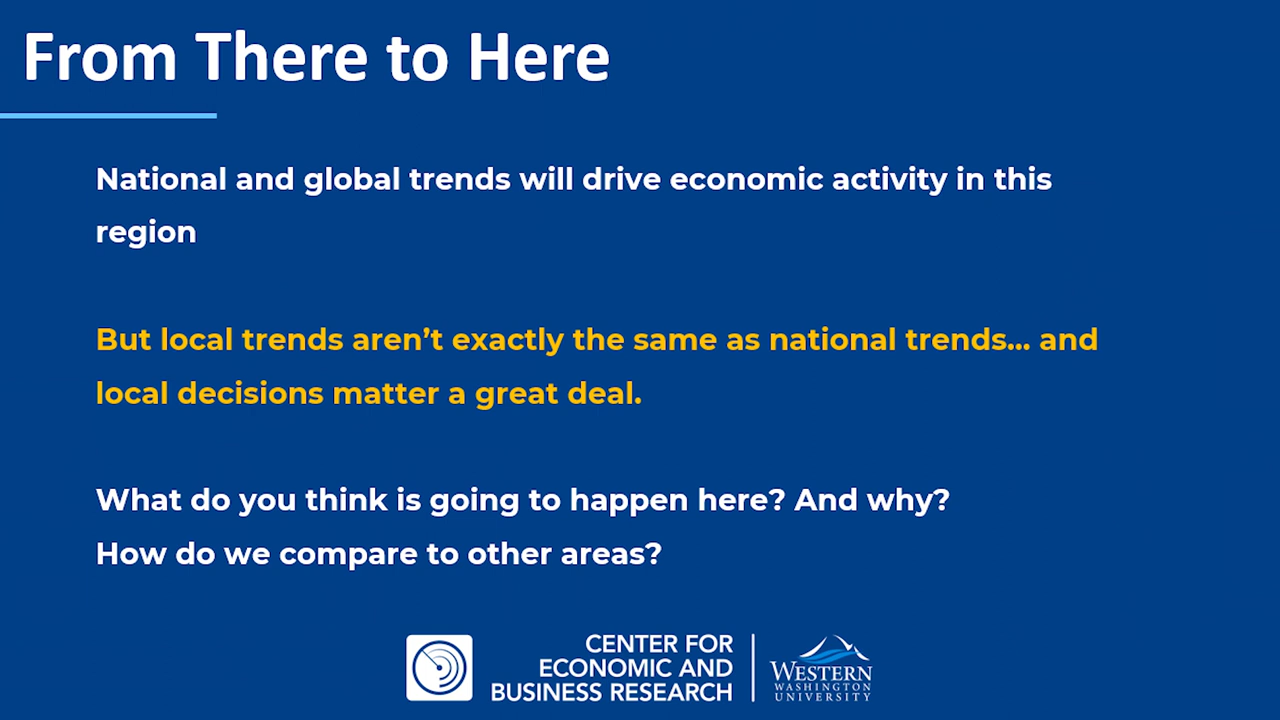 From There to Here
National and global trends will drive economic activity in this
region
But local trends aren’t exactly the same as national trends... and
local decisions matter a great deal.
What do you think is going to happen here? And why?
How do we compare to other areas?
CENTER FOR
ECONOMIC AND
BUSINESS RESEARCH
WESTERN
WASHINGTON
UNIVERSITY